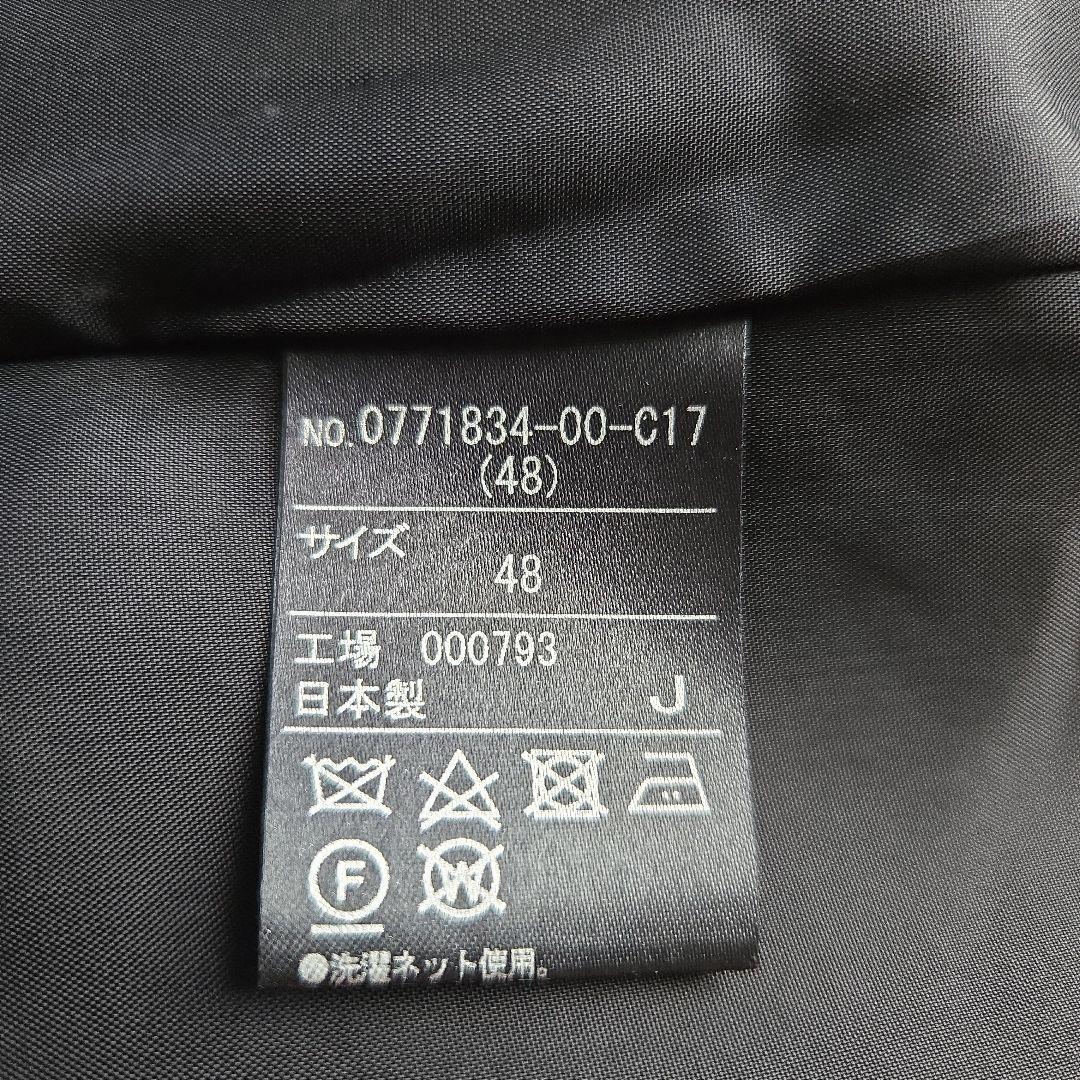 NO.0771834-00-C17
(48)
サイズ
48
工場 000793
日本製 J
F
W
●洗濯ネット使用。